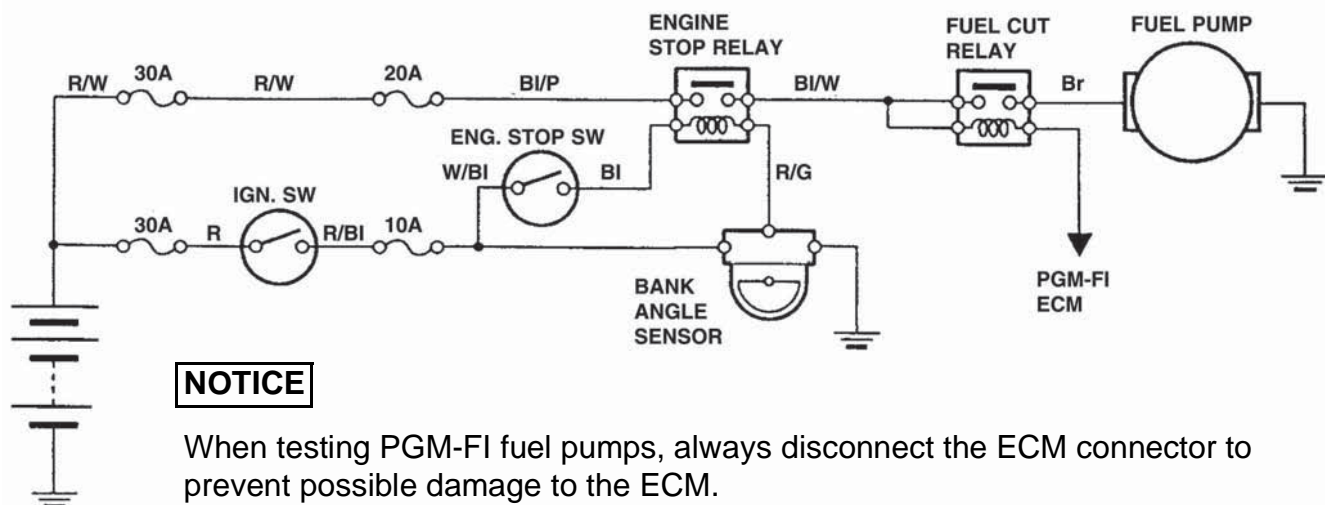 ENGINE
STOP RELAY
FUEL CUT
RELAY
FUEL PUMP
R/W
30A
R/W
20A
Bl/P
Bl/W
Br
ENG. STOP SW
W/Bl
Bl
R/G
IGN. SW
30A
R
R/Bl
10A
BANK
ANGLE
SENSOR
PGM-FI
ECM
NOTICE
When testing PGM-FI fuel pumps, always disconnect the ECM connector to
prevent possible damage to the ECM.